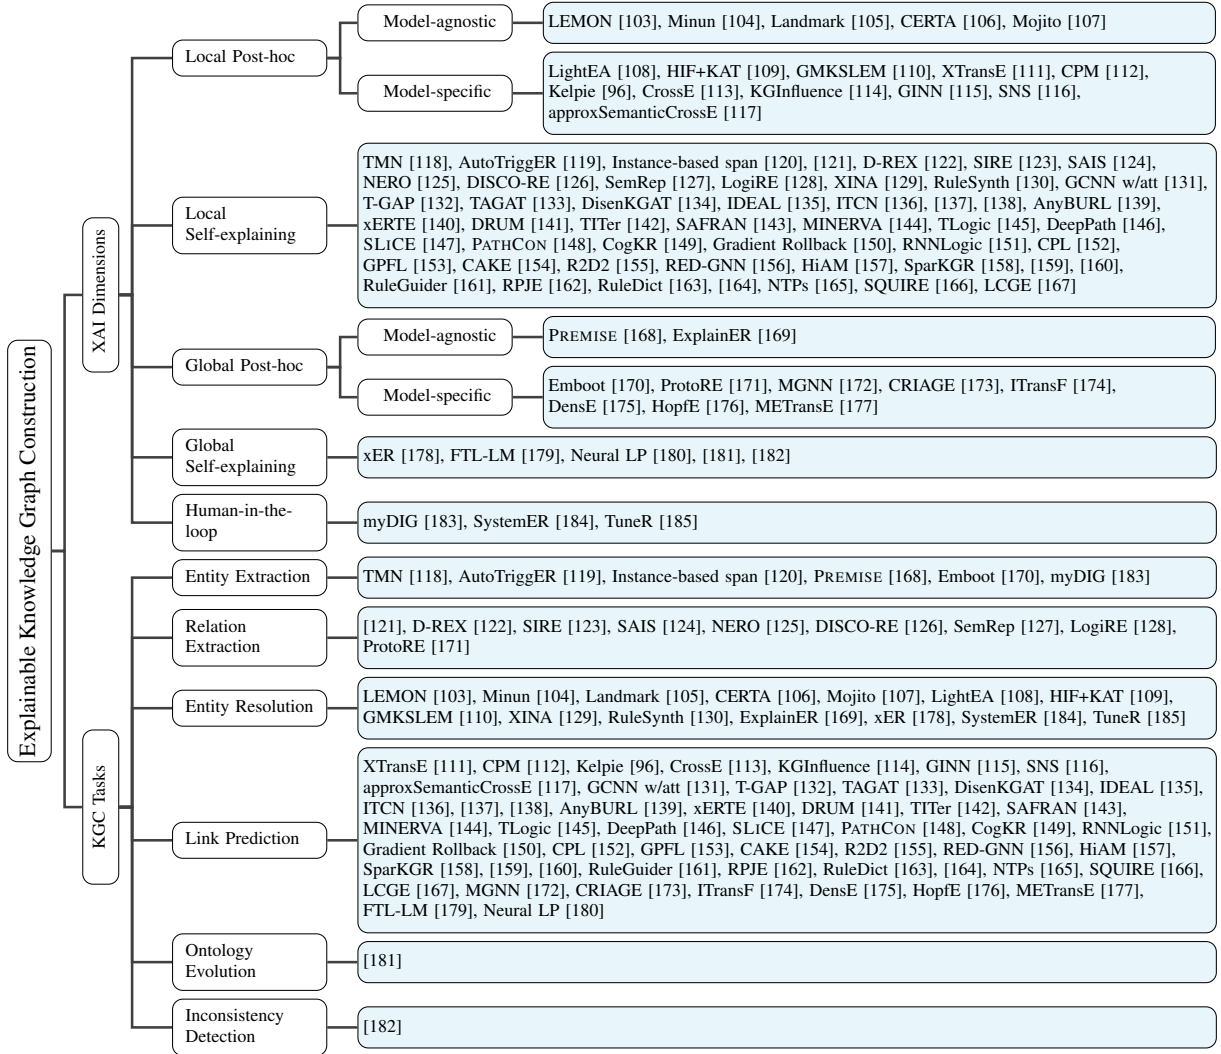 Explainable Knowledge Graph Construction
XAI Dimensions
Local Post-hoc
Model-agnostic
LEMON [103], Minun [104], Landmark [105], CERTA [106], Mojito [107]
Model-specific
LightEA [108], HIF+KAT [109], GMKSLEM [110], XTransE [111], CPM [112],
Kelpie [96], CrossE [113], KGInfluence [114], GINN [115], SNS [116],
approxSemanticCrossE [117]
Local
Self-explaining
TMN [118], AutoTriggER [119], Instance-based span [120], [121], D-REX [122], SIRE [123], SAIS [124],
NERO [125], DISCO-RE [126], SemRep [127], LogiRE [128], XINA [129], RuleSynth [130], GCNN w/att [131],
T-GAP [132], TAGAT [133], DisenKGAT [134], IDEAL [135], ITCN [136], [137], [138], AnyBURL [139],
xERTE [140], DRUM [141], TITer [142], SAFRAN [143], MINERVA [144], TLogic [145], DeepPath [146],
SLiCE [147], PATHCON [148], CogKR [149], Gradient Rollback [150], RNNLogic [151], CPL [152],
GPFL [153], CAKE [154], R2D2 [155], RED-GNN [156], HiAM [157], SparKGR [158], [159], [160],
RuleGuider [161], RPJE [162], RuleDict [163], [164], NTPs [165], SQUIRE [166], LCGE [167]
Global Post-hoc
Model-agnostic
PREMISE [168], ExplainER [169]
Model-specific
Emboot [170], ProtoRE [171], MGNN [172], CRIAGE [173], ITransF [174],
DensE [175], HopfE [176], METransE [177]
Global
Self-explaining
xER [178], FTL-LM [179], Neural LP [180], [181], [182]
Human-in-the-
loop
myDIG [183], SystemER [184], TuneR [185]
KGC Tasks
Entity Extraction
TMN [118], AutoTriggER [119], Instance-based span [120], PREMISE [168], Emboot [170], myDIG [183]
Relation
Extraction
[121], D-REX [122], SIRE [123], SAIS [124], NERO [125], DISCO-RE [126], SemRep [127], LogiRE [128],
ProtoRE [171]
Entity Resolution
LEMON [103], Minun [104], Landmark [105], CERTA [106], Mojito [107], LightEA [108], HIF+KAT [109],
GMKSLEM [110], XINA [129], RuleSynth [130], ExplainER [169], xER [178], SystemER [184], TuneR [185]
Link Prediction
XTransE [111], CPM [112], Kelpie [96], CrossE [113], KGInfluence [114], GINN [115], SNS [116],
approxSemanticCrossE [117], GCNN w/att [131], T-GAP [132], TAGAT [133], DisenKGAT [134], IDEAL [135],
ITCN [136], [137], [138], AnyBURL [139], xERTE [140], DRUM [141], TITer [142], SAFRAN [143],
MINERVA [144], TLogic [145], DeepPath [146], SLiCE [147], PATHCON [148], CogKR [149], RNNLogic [151],
Gradient Rollback [150], CPL [152], GPFL [153], CAKE [154], R2D2 [155], RED-GNN [156], HiAM [157],
SparKGR [158], [159], [160], RuleGuider [161], RPJE [162], RuleDict [163], [164], NTPs [165], SQUIRE [166],
LCGE [167], MGNN [172], CRIAGE [173], ITransF [174], DensE [175], HopfE [176], METransE [177],
FTL-LM [179], Neural LP [180]
Ontology
Evolution
[181]
Inconsistency
Detection
[182]